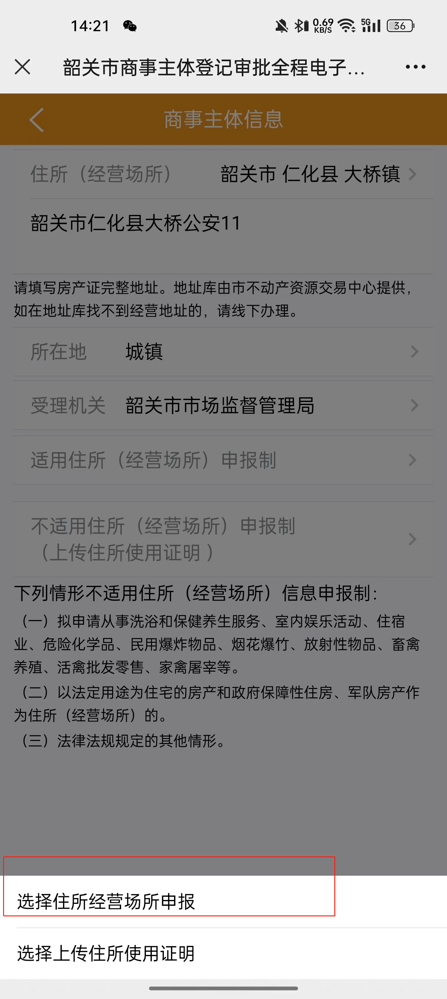 14:21
0.69
KB/S
5G
36
韶关市商事主体登记审批全程电子...
商事主体信息
住所（经营场所） 韶关市 仁化县 大桥镇
韶关市仁化县大桥公安11
请填写房产证完整地址。地址库由市不动产资源交易中心提供，
如在地址库找不到经营地址的，请线下办理。
所在地 城镇
受理机关 韶关市市场监督管理局
适用住所（经营场所）申报制
不适用住所（经营场所）申报制
（上传住所使用证明 ）
下列情形不适用住所（经营场所）信息申报制：
（一）拟申请从事洗浴和保健养生服务、室内娱乐活动、住宿
业、危险化学品、民用爆炸物品、烟花爆竹、放射性物品、畜禽
养殖、活禽批发零售、家禽屠宰等。
（二）以法定用途为住宅的房产和政府保障性住房、军队房产作
为住所（经营场所）的。
（三）法律法规规定的其他情形。
选择住所经营场所申报
选择上传住所使用证明